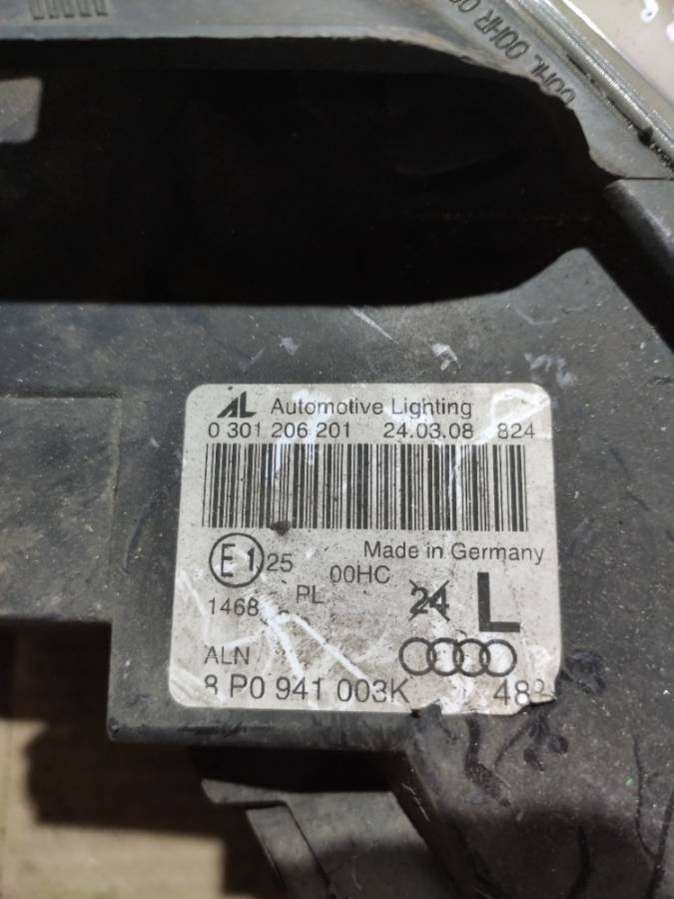 00HR
AL Automotive Lighting
0 301 206 201 24.03.08 824
Made in Germany
E1 25 00HC
1468 PL 24 L
ALN
8 P0 941 003K